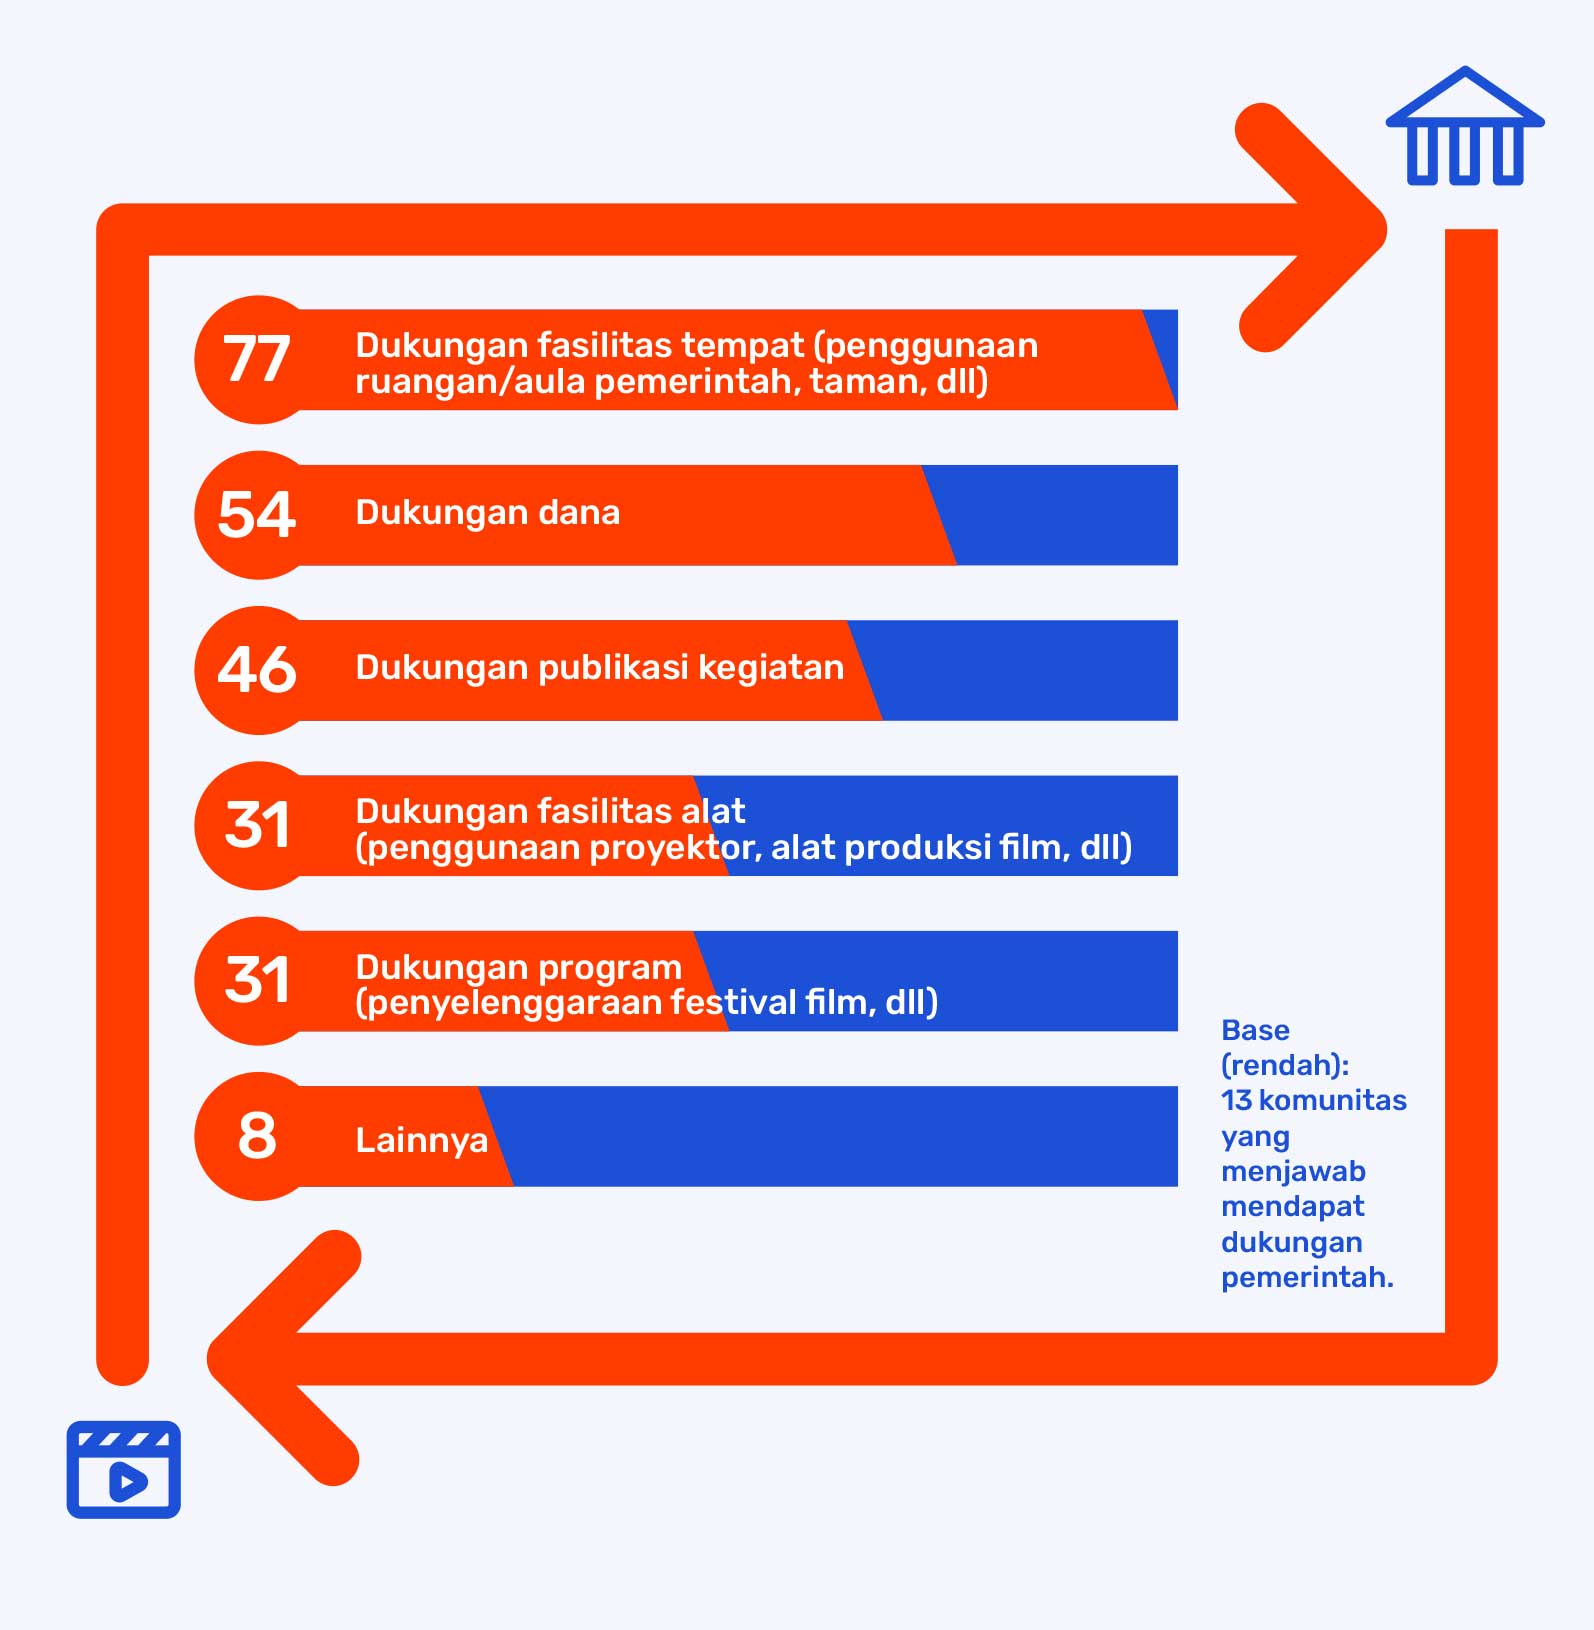 77
Dukungan fasilitas tempat (penggunaan
ruangan/aula pemerintah, taman, dll)
54
Dukungan dana
46
Dukungan publikasi kegiatan
31
Dukungan fasilitas alat
(penggunaan proyektor, alat produksi film, dll)
31
Dukungan program
(penyelenggaraan festival film, dll)
8
Lainnya
Base
(rendah):
13 komunitas
yang
menjawab
mendapat
dukungan
pemerintah.